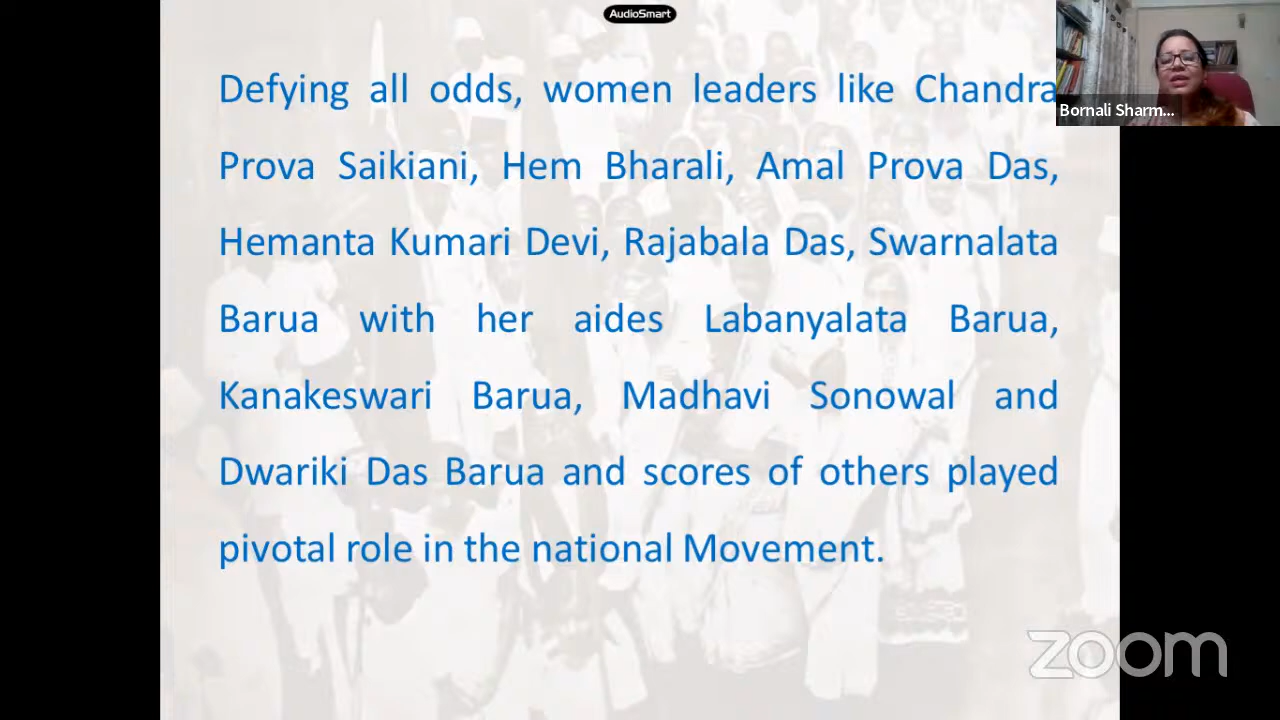 AudioSmart
Defying all odds, women leaders like Chandra
Prova Saikiani, Hem Bharali, Amal Prova Das,
Hemanta Kumari Devi, Rajabala Das, Swarnalata
Barua with her aides Labanyalata Barua,
Kanakeswari Barua, Madhavi Sonowal and
Dwariki Das Barua and scores of others played
pivotal role in the national Movement.
Bornali Sharm...
zoom